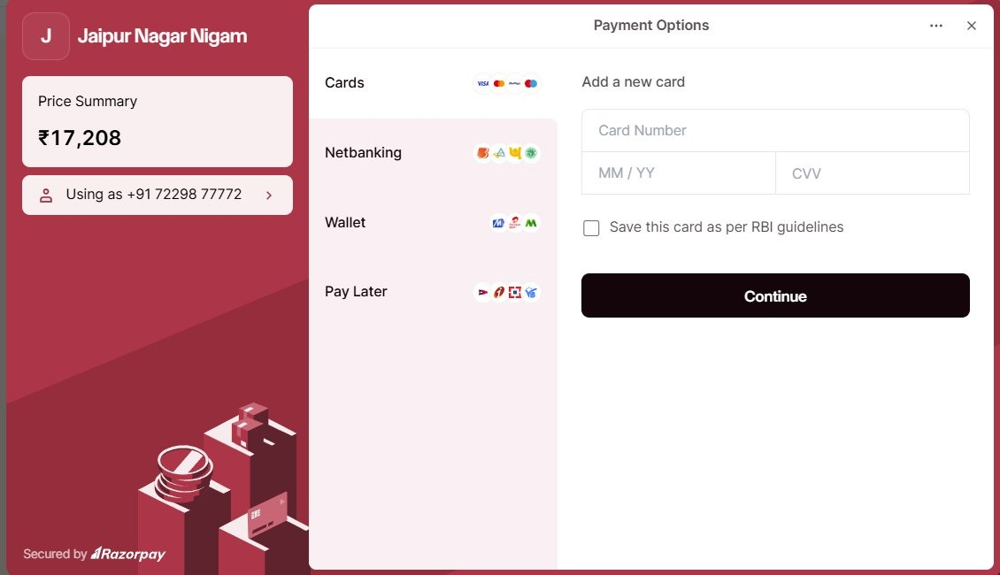 J
Jaipur Nagar Nigam
Price Summary
₹17,208
Using as +91 72298 77772
Secured by Razorpay
Payment Options
Cards
VISA
Netbanking
Wallet
Pay Later
Add a new card
Card Number
MM / YY
CVV
Save this card as per RBI guidelines
Continue